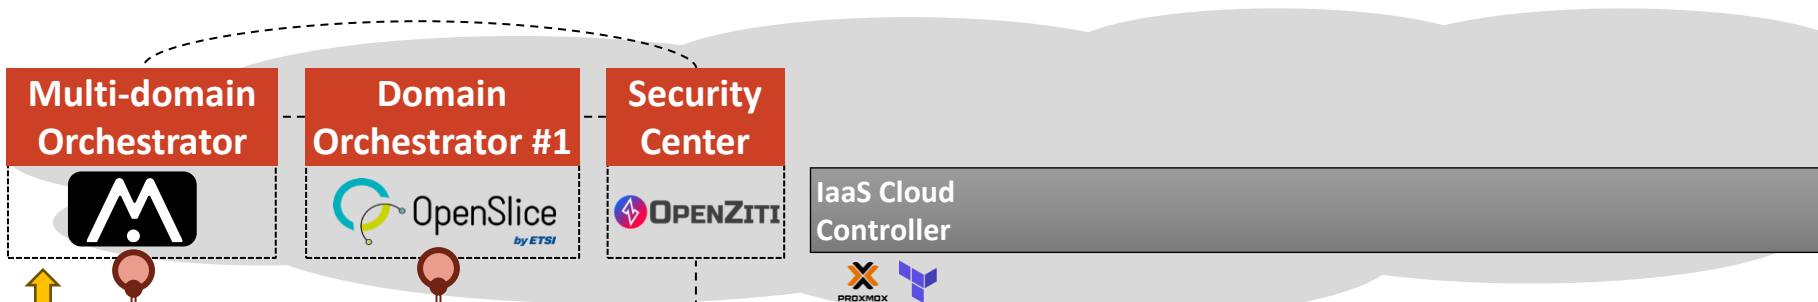 Multi-domain
Orchestrator
Domain
Orchestrator #1
Security
Center
OpenSlice
by ETSI
OPENZITI
IaaS Cloud
Controller
PROXMOX